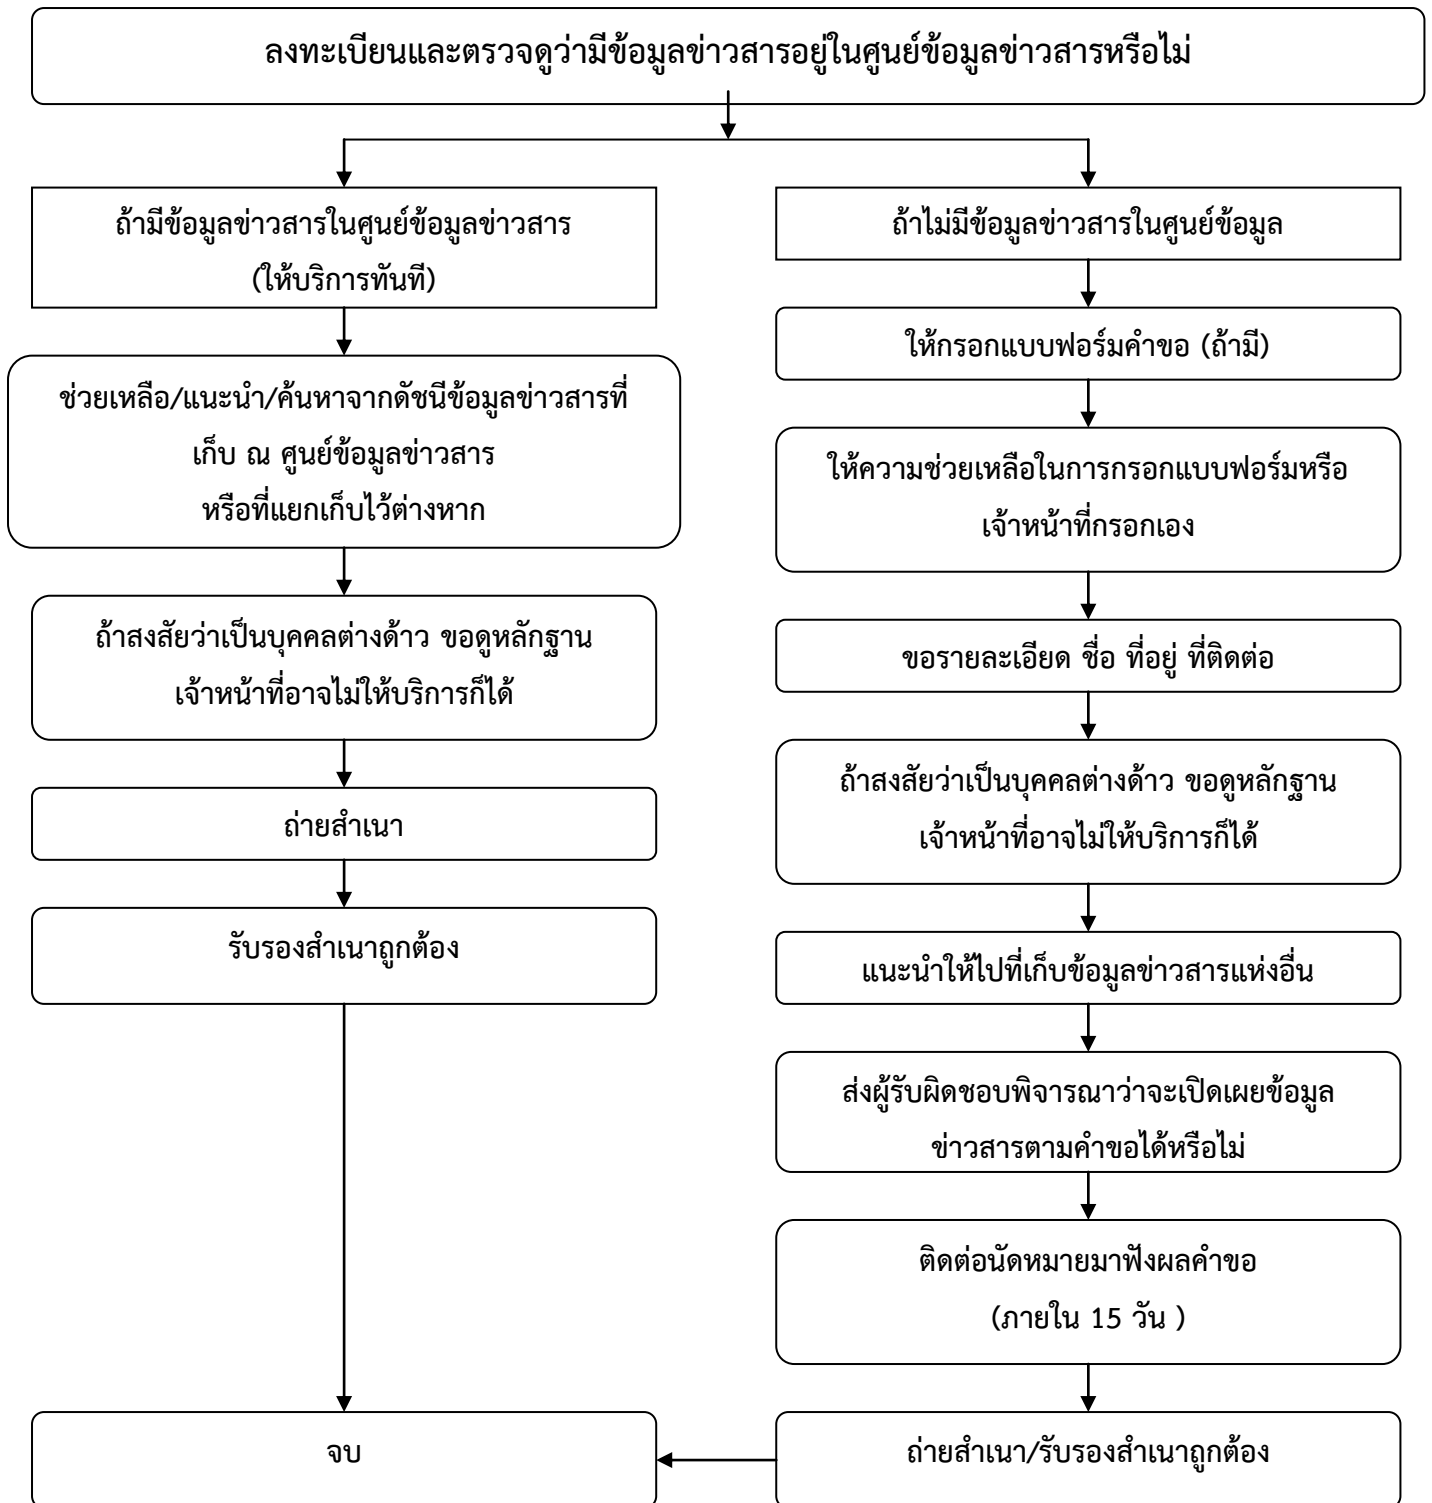 ลงทะเบียนและตรวจดูว่ามีข้อมูลข่าวสารอยู่ในศูนย์ข้อมูลข่าวสารหรือไม่
ถ้ามีข้อมูลข่าวสารในศูนย์ข้อมูลข่าวสาร
(ให้บริการทันที)
ช่วยเหลือ/แนะนำ/ค้นหาจากดัชนีข้อมูลข่าวสารที่
เก็บ ณ ศูนย์ข้อมูลข่าวสาร
หรือที่แยกเก็บไว้ต่างหาก
ถ้าสงสัยว่าเป็นบุคคลต่างด้าว ขอดูหลักฐาน
เจ้าหน้าที่อาจไม่ให้บริการก็ได้
ถ่ายสำเนา
รับรองสำเนาถูกต้อง
ถ้าไม่มีข้อมูลข่าวสารในศูนย์ข้อมูล
ให้กรอกแบบฟอร์มคำขอ (ถ้ามี)
ให้ความช่วยเหลือในการกรอกแบบฟอร์มหรือ
เจ้าหน้าที่กรอกเอง
ขอรายละเอียด ชื่อ ที่อยู่ ที่ติดต่อ
ถ้าสงสัยว่าเป็นบุคคลต่างด้าว ขอดูหลักฐาน
เจ้าหน้าที่อาจไม่ให้บริการก็ได้
แนะนำให้ไปที่เก็บข้อมูลข่าวสารแห่งอื่น
ส่งผู้รับผิดชอบพิจารณาว่าจะเปิดเผยข้อมูล
ข่าวสารตามคำขอได้หรือไม่
ติดต่อนัดหมายมาฟังผลคำขอ
(ภายใน 15 วัน )
ถ่ายสำเนา/รับรองสำเนาถูกต้อง
จบ